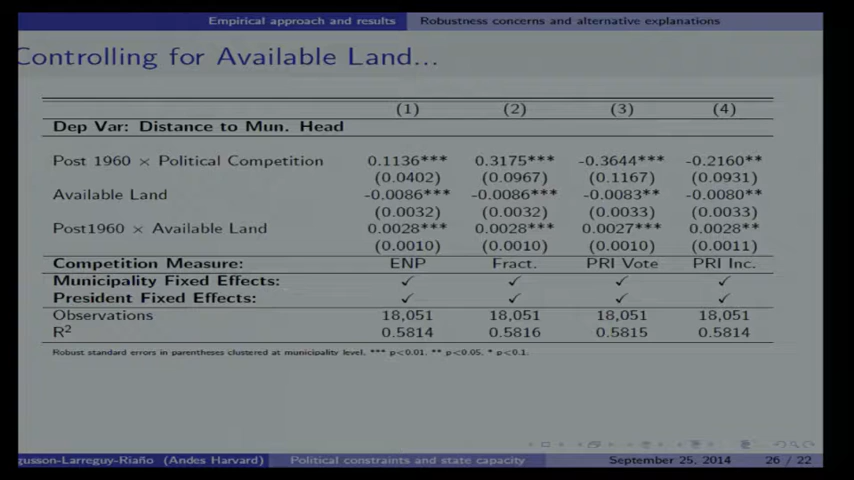 Empirical approach and results Robustness concerns and alternative explanations
Controlling for Available Land...
(1) (2) (3) (4)
Dep Var: Distance to Mun. Head
Post 1960 × Political Competition 0.1136*** 0.3175*** -0.3644*** -0.2160**
(0.0402) (0.0967) (0.1167) (0.0931)
Available Land -0.0086*** -0.0086*** -0.0083** -0.0080**
(0.0032) (0.0032) (0.0033) (0.0033)
Post1960 × Available Land 0.0028*** 0.0028*** 0.0027*** 0.0028**
(0.0010) (0.0010) (0.0010) (0.0011)
Competition Measure: ENP Fract. PRI Vote PRI Inc.
Municipality Fixed Effects: ✓ ✓ ✓ ✓
President Fixed Effects: ✓ ✓ ✓ ✓
Observations 18,051 18,051 18,051 18,051
R² 0.5814 0.5816 0.5815 0.5814
Robust standard errors in parentheses clustered at municipality level, *** p<0.01, ** p<0.05, * p<0.1.
gusson-Larreguy-Riaño (Andes Harvard) Political constraints and state capacity September 25, 2014 26 / 22